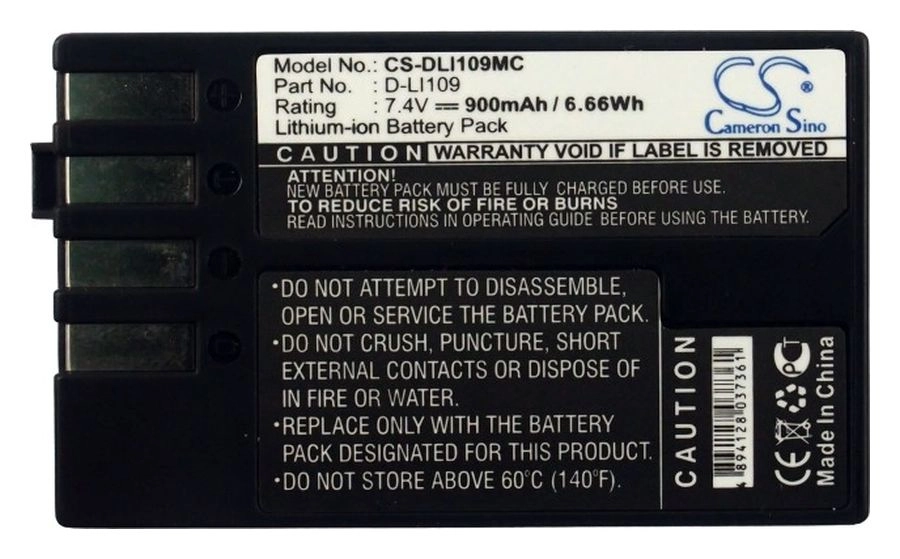 Model No.: CS-DLI109MC
Part No. : D-LI109
Rating : 7.4V 900mAh / 6.66Wh
Lithium-ion Battery Pack
CS ®
Cameron Sino
CAUTION WARRANTY VOID IF LABEL IS REMOVED
ATTENTION!
NEW BATTERY PACK MUST BE FULLY CHARGED BEFORE USE.
TO REDUCE RISK OF FIRE OR BURNS
READ INSTRUCTIONS IN OPERATING GUIDE BEFORE USING THE BATTERY.
•DO NOT ATTEMPT TO DISASSEMBLE,
OPEN OR SERVICE THE BATTERY PACK.
•DO NOT CRUSH, PUNCTURE, SHORT
EXTERNAL CONTACTS OR DISPOSE OF
IN FIRE OR WATER.
•REPLACE ONLY WITH THE BATTERY
PACK DESIGNATED FOR THIS PRODUCT.
•DO NOT STORE ABOVE 60°C (140°F).
CAUTION
4 894128 037361
CE
PCT
Made In China